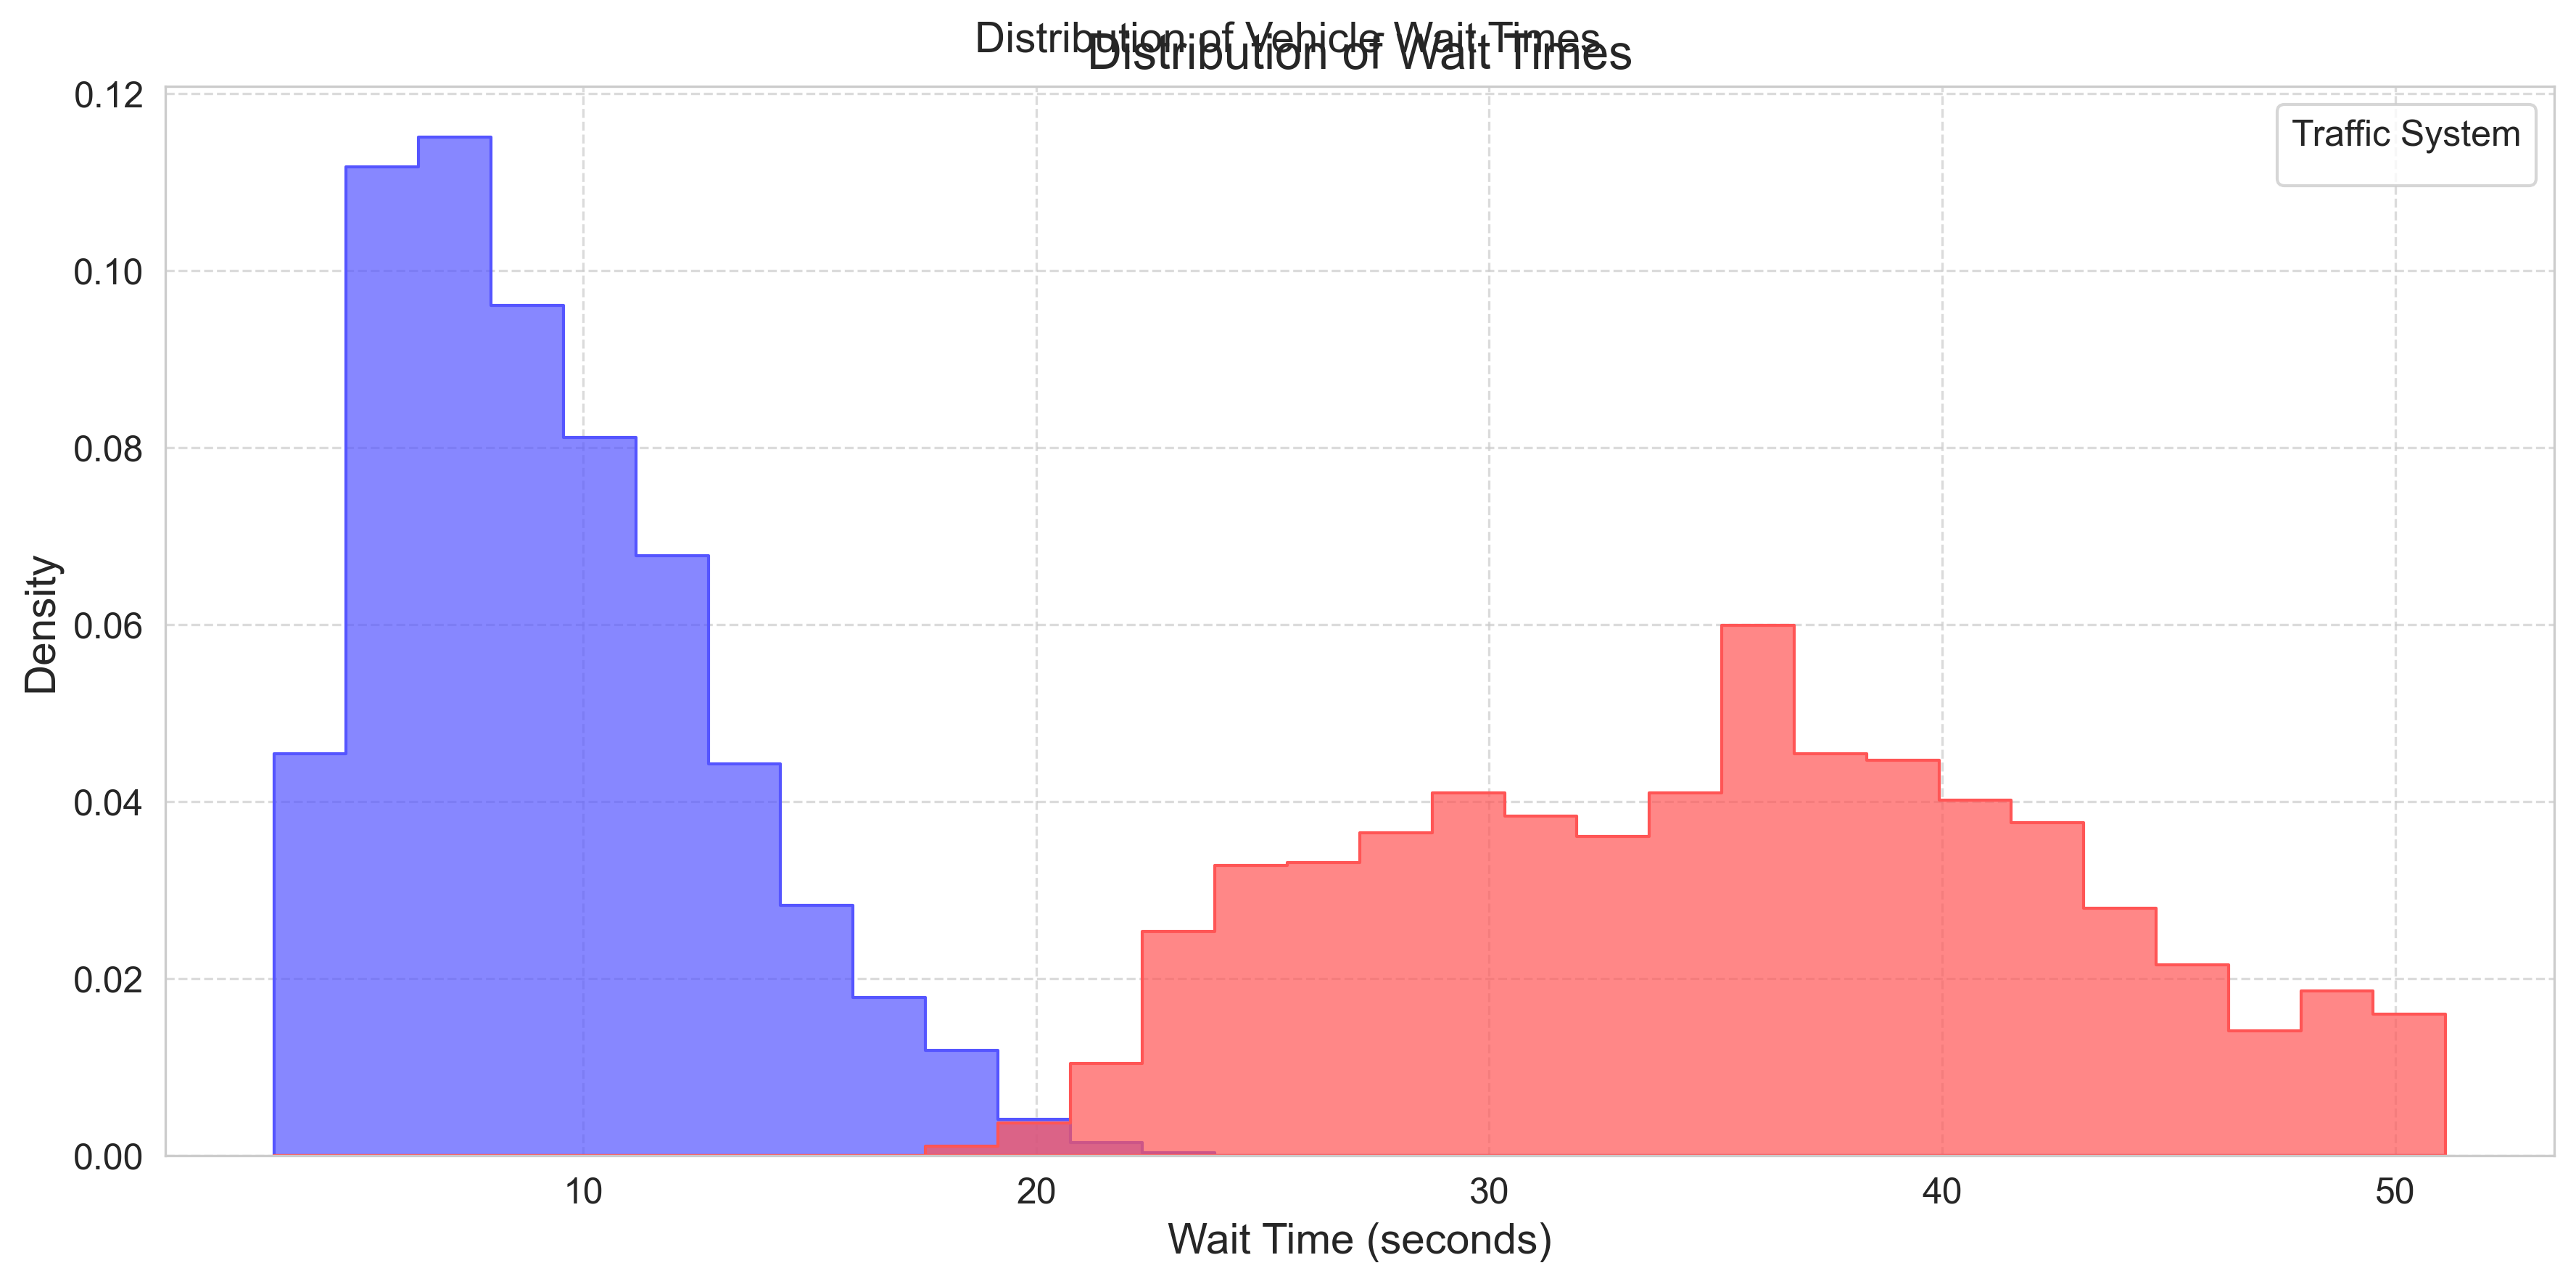 Distribution of Vehicle Wait Times
Distribution of Wait Times
Traffic System
0.12
0.10
0.08
0.06
0.04
0.02
0.00
Density
10 20 30 40 50
Wait Time (seconds)